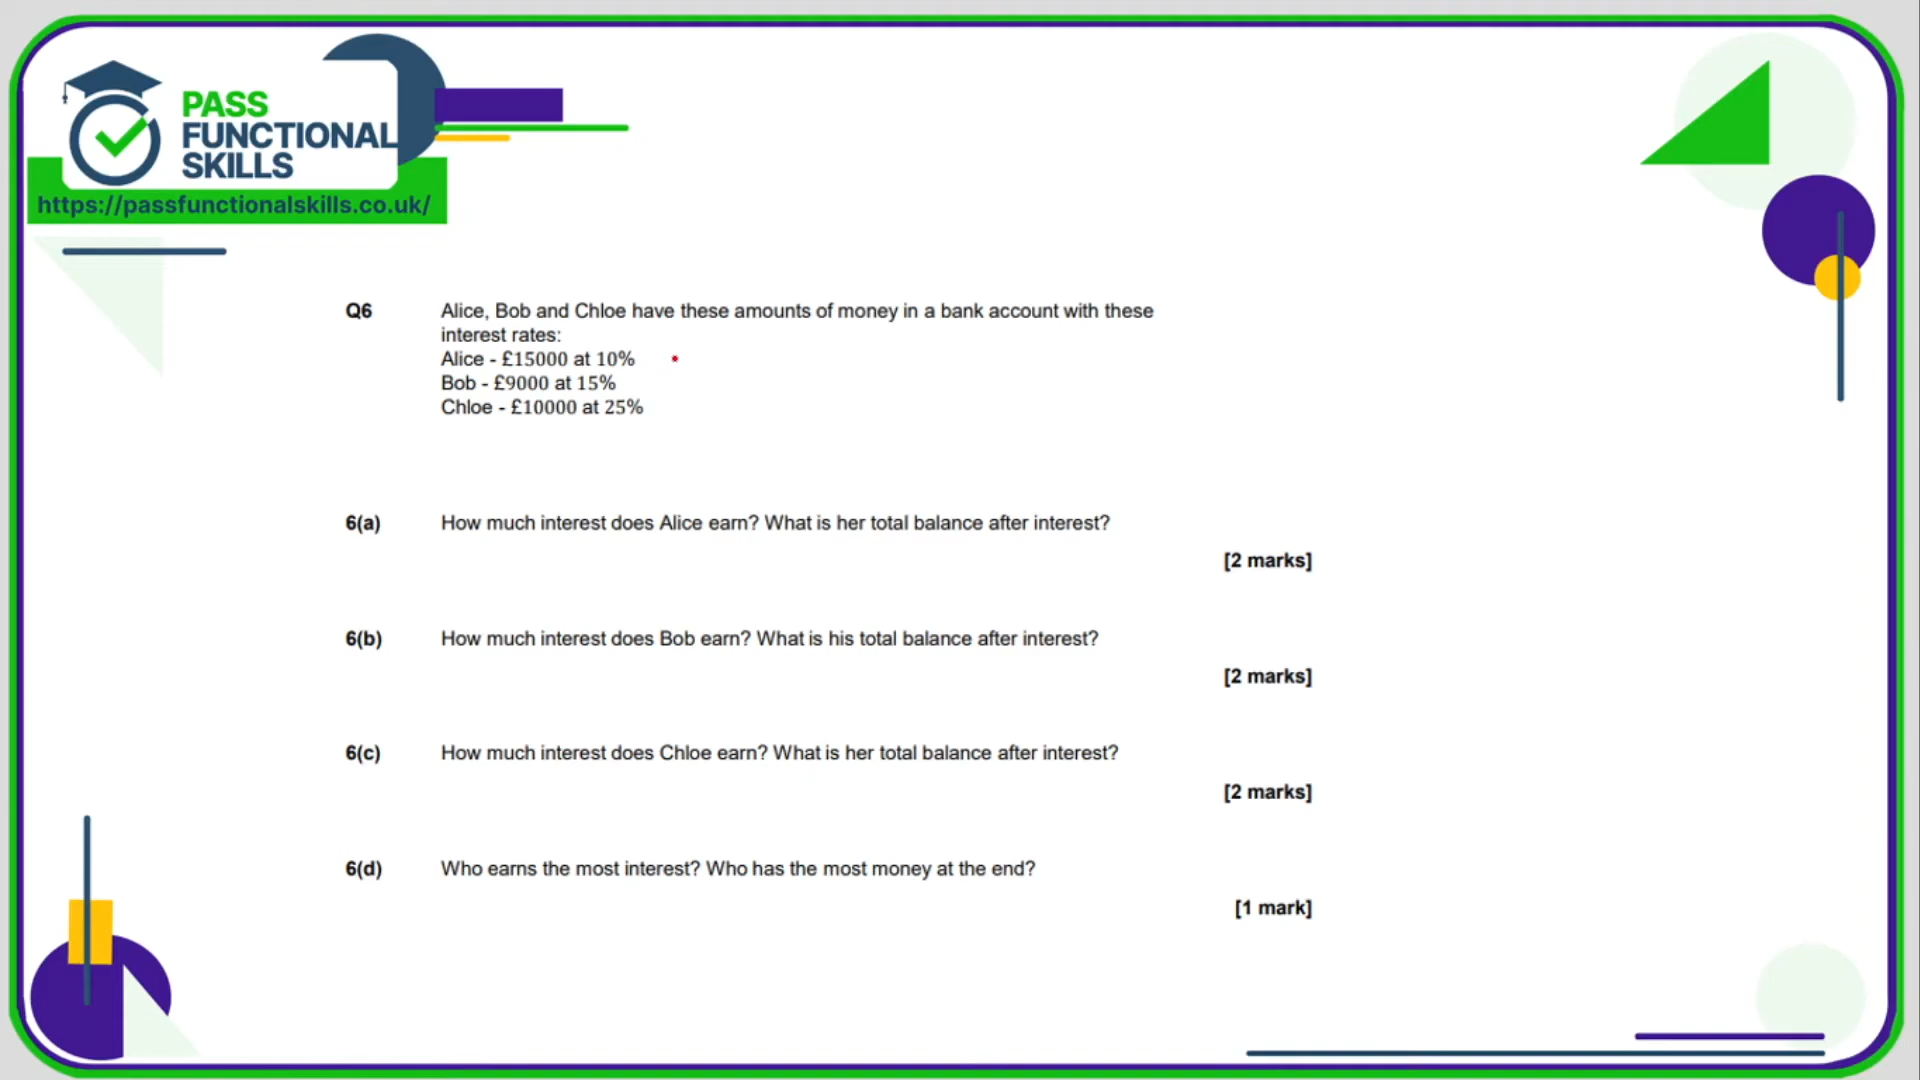 PASS
FUNCTIONAL
SKILLS
https://passfunctionalskills.co.uk/
Q6 Alice, Bob and Chloe have these amounts of money in a bank account with these
interest rates:
Alice - £15000 at 10%
Bob - £9000 at 15%
Chloe - £10000 at 25%
6(a) How much interest does Alice earn? What is her total balance after interest?
[2 marks]
6(b) How much interest does Bob earn? What is his total balance after interest?
[2 marks]
6(c) How much interest does Chloe earn? What is her total balance after interest?
[2 marks]
6(d) Who earns the most interest? Who has the most money at the end?
[1 mark]